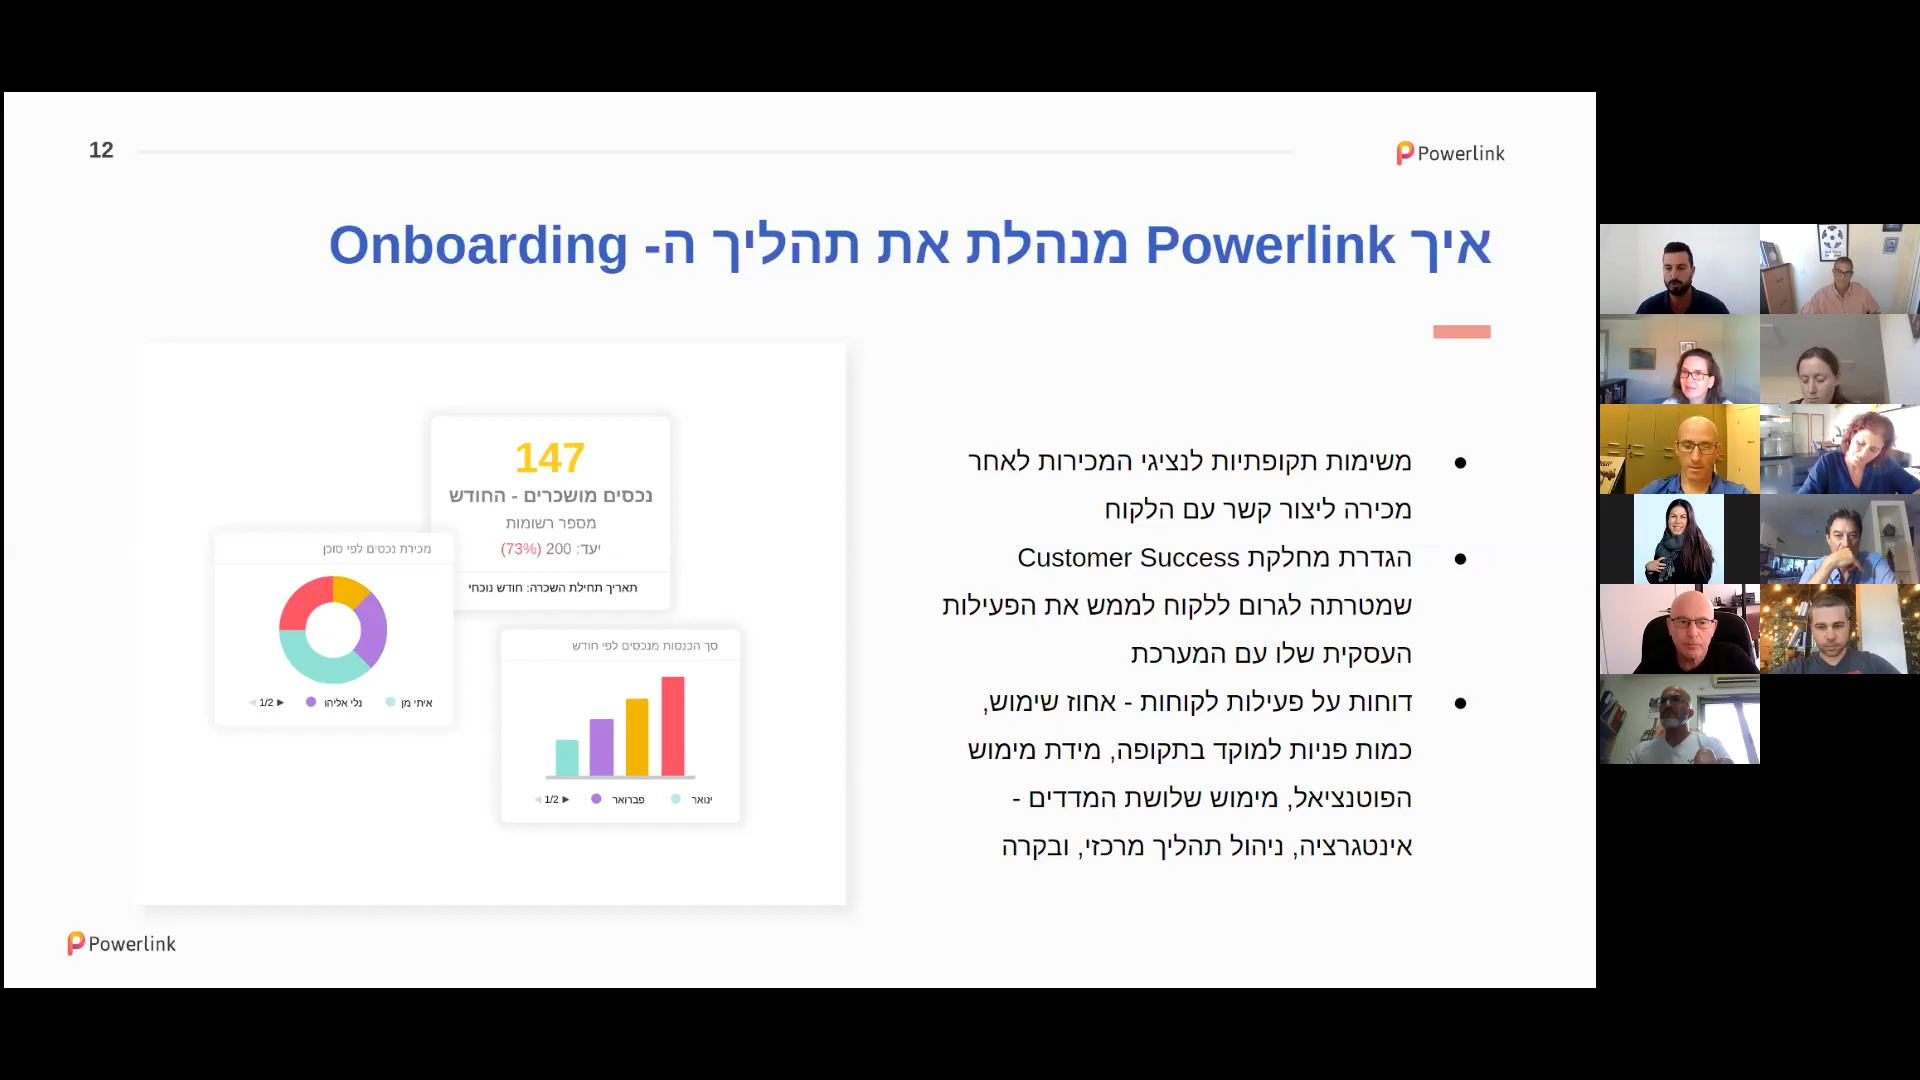 12
Powerlink
איך Powerlink מנהלת את תהליך ה- Onboarding
משימות תקופתיות לנציגי המכירות לאחר
מכירה ליצור קשר עם הלקוח
הגדרת מחלקת Customer Success
שמטרתה לגרום ללקוח לממש את הפעילות
העסקית שלו עם המערכת
דוחות על פעילות לקוחות - אחוז שימוש,
כמות פניות למוקד בתקופה, מידת מימוש
הפוטנציאל, מימוש שלושת המדדים -
אינטגרציה, ניהול תהליך מרכזי, ובקרה
147
נכסים מושכרים - החודש
מספר רשומות
יעד: 200 (73%)
תאריך תחילת השכרה: חודש נוכחי
מכירת נכסים לפי סוכן
איתי מן
נלי אליהו
1/2
סך הכנסות מנכסים לפי חודש
ינואר
פברואר
1/2
Powerlink